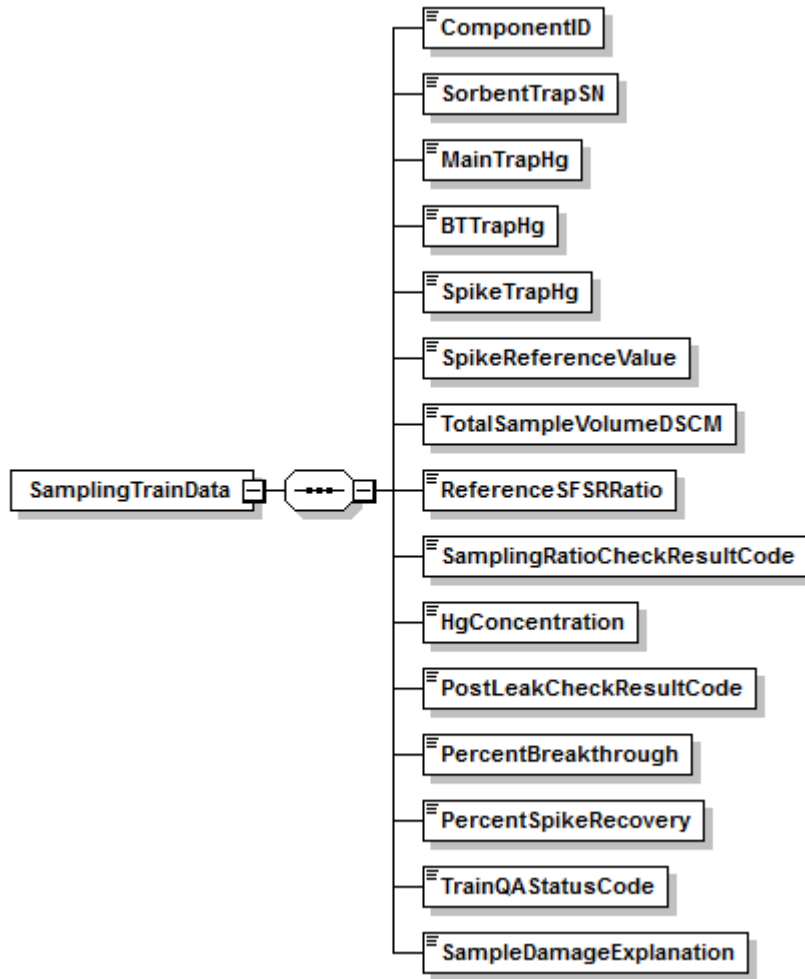 ComponentID
SorbentTrapSN
MainTrapHg
BTTrapHg
SpikeTrapHg
SpikeReferenceValue
TotalSampleVolumeDSCM
SamplingTrainData
ReferenceSFSRRatio
SamplingRatioCheckResultCode
HgConcentration
PostLeakCheckResultCode
PercentBreakthrough
PercentSpikeRecovery
TrainQAStatusCode
SampleDamageExplanation